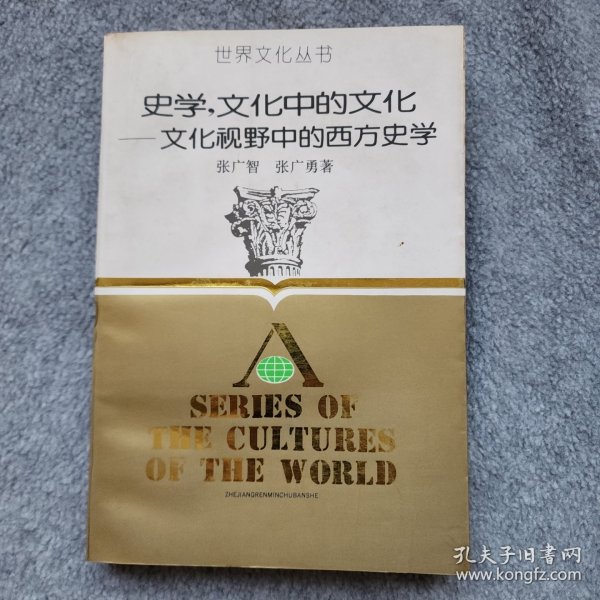 世界文化丛书
史学,文化中的文化
——文化视野中的西方史学
张广智 张广勇著
A
SERIES OF
THE CULTURES
OF THE WORLD
ZHEJIANGRENMINCHUBANSHE
孔夫子旧书网
www.kongfz.com